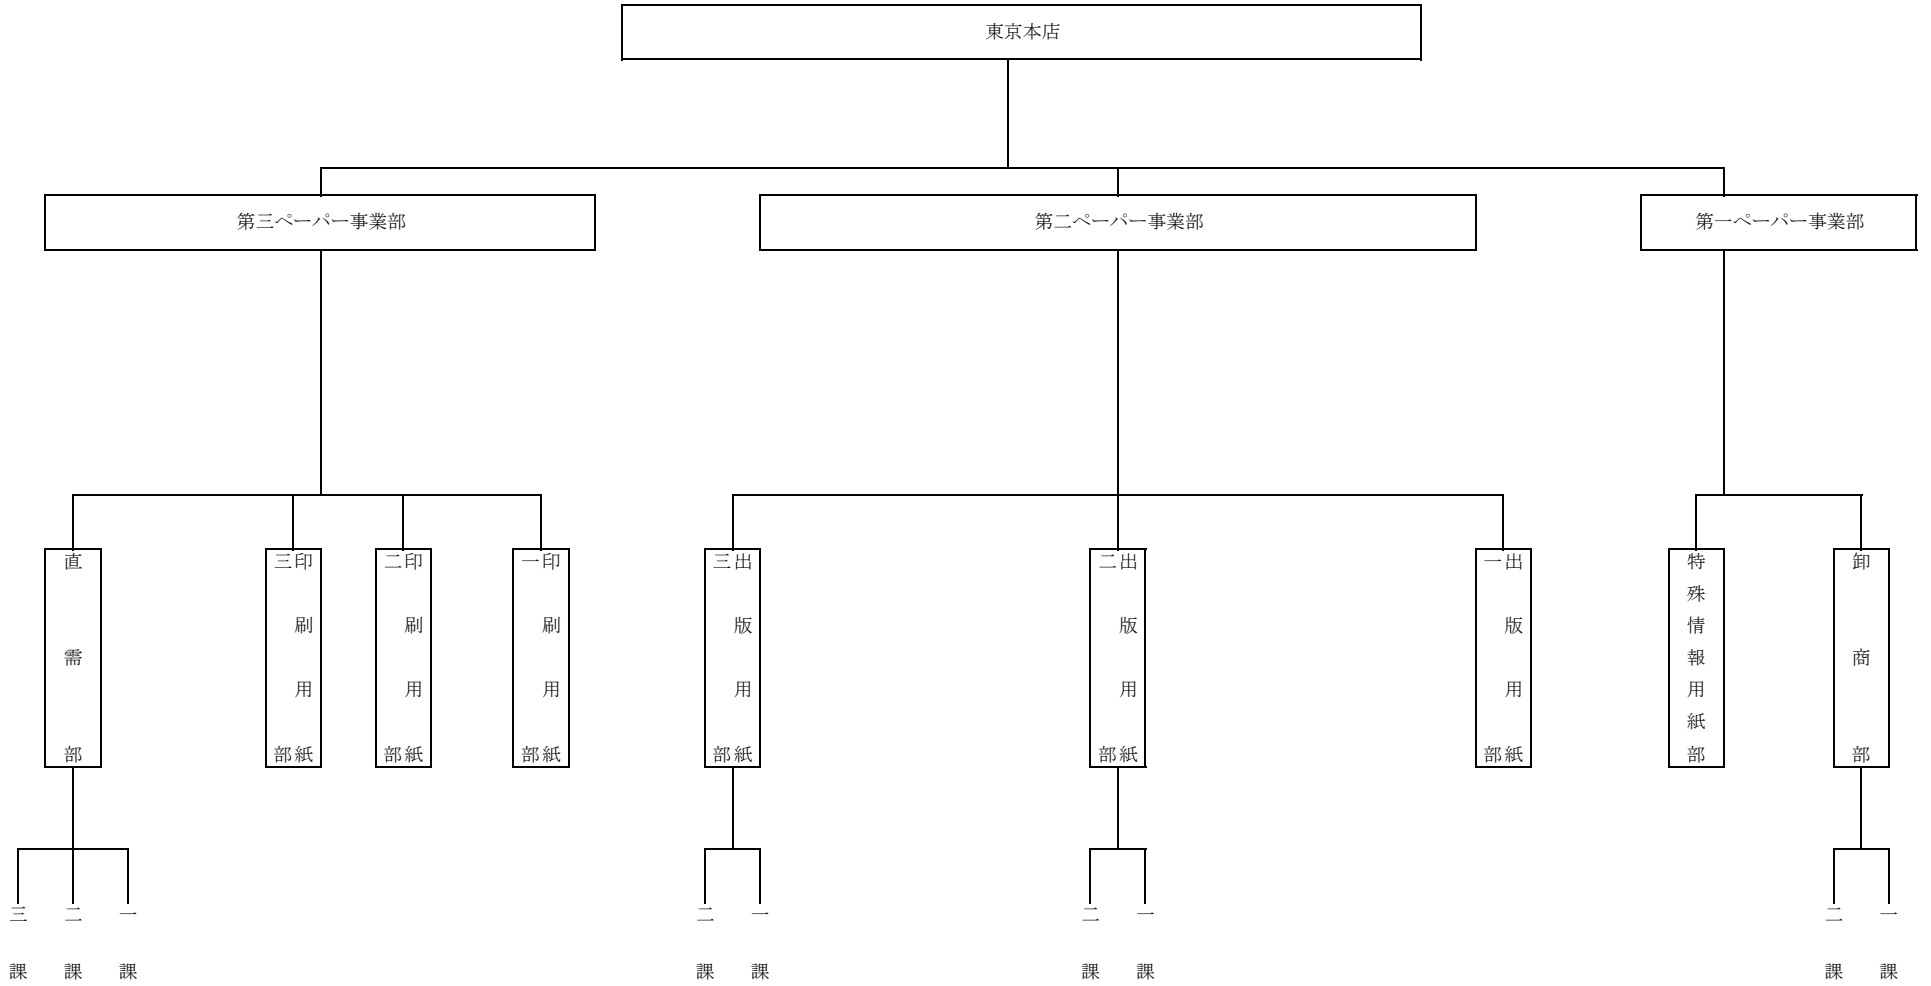 東京本店
第一ペーパー事業部
第二ペーパー事業部
第三ペーパー事業部
卸商部
特殊情報用紙部
出版用紙
一部
出版用紙
二部
出版用紙
三部
印刷用紙
一部
印刷用紙
二部
印刷用紙
三部
直需部
一課
二課
一課
二課
一課
二課
一課
二課
三課